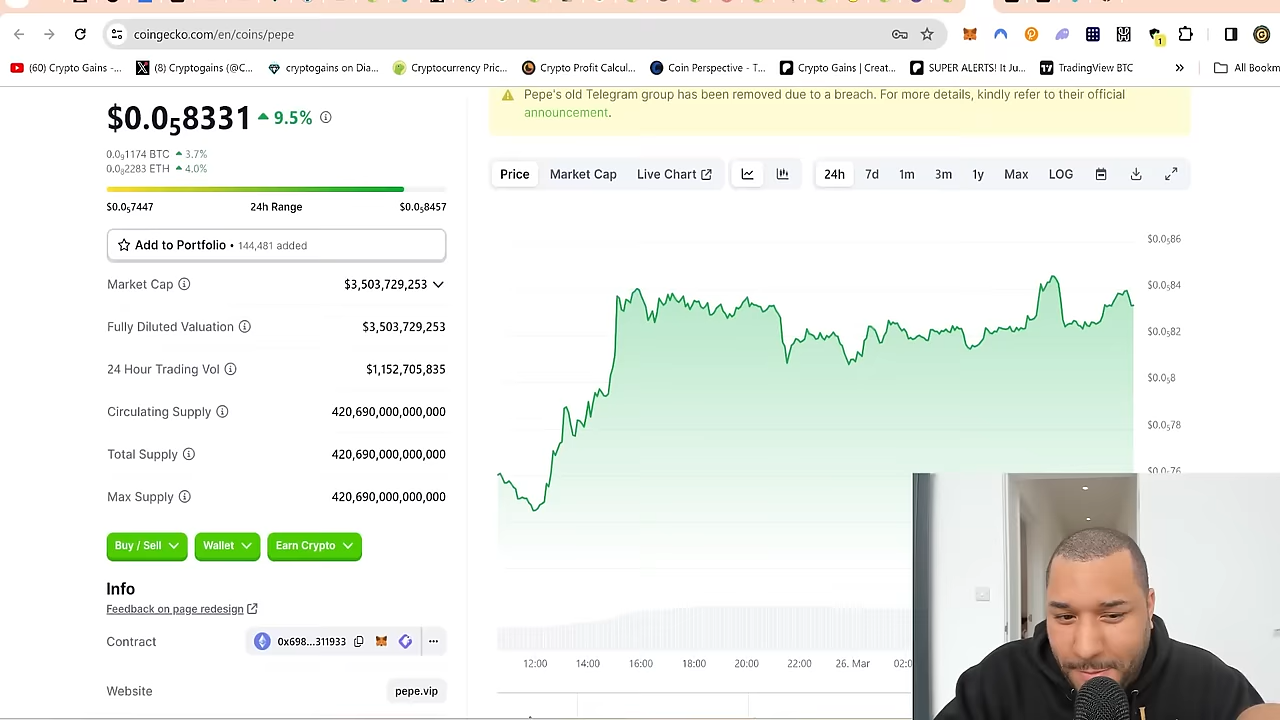 coingecko.com/en/coins/pepe
1
(60) Crypto Gains -...
(8) Cryptogains (@C...
cryptogains on Dia...
Cryptocurrency Pric...
Crypto Profit Calcul...
Coin Perspective - T...
Crypto Gains | Creat...
SUPER ALERTS! It Ju...
TradingView BTC
»
All Bookm
$0.0₅8331 9.5%
0.0₉1174 BTC 3.7%
0.0₈2283 ETH 4.0%
$0.0₅7447 24h Range $0.0₅8457
Add to Portfolio • 144,481 added
Market Cap $3,503,729,253
Fully Diluted Valuation $3,503,729,253
24 Hour Trading Vol $1,152,705,835
Circulating Supply 420,690,000,000,000
Total Supply 420,690,000,000,000
Max Supply 420,690,000,000,000
Buy / Sell Wallet Earn Crypto
Info
Feedback on page redesign
Contract 0x698...311933
Website pepe.vip
Pepe's old Telegram group has been removed due to a breach. For more details, kindly refer to their official
announcement.
Price Market Cap Live Chart 24h 7d 1m 3m 1y Max LOG
$0.0₅86
$0.0₅84
$0.0₅82
$0.0₅8
$0.0₅78
$0.0₅76
12:00 14:00 16:00 18:00 20:00 22:00 26. Mar 02:0